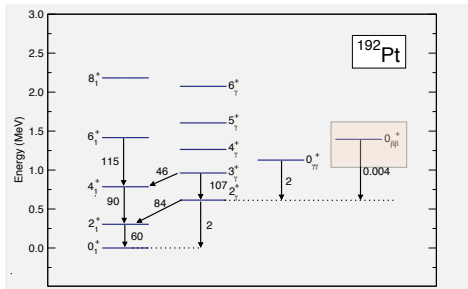 3.0
2.5
2.0
1.5
1.0
0.5
0.0
Energy (MeV)
192Pt
8₁⁺
6₁⁺
4₁⁺
2₁⁺
0₁⁺
115
90
60
46
84
6ᵧ⁺
5ᵧ⁺
4ᵧ⁺
3ᵧ⁺
2ᵧ⁺
107
2
0ᵧᵧ⁺
2
0ββ⁺
0.004